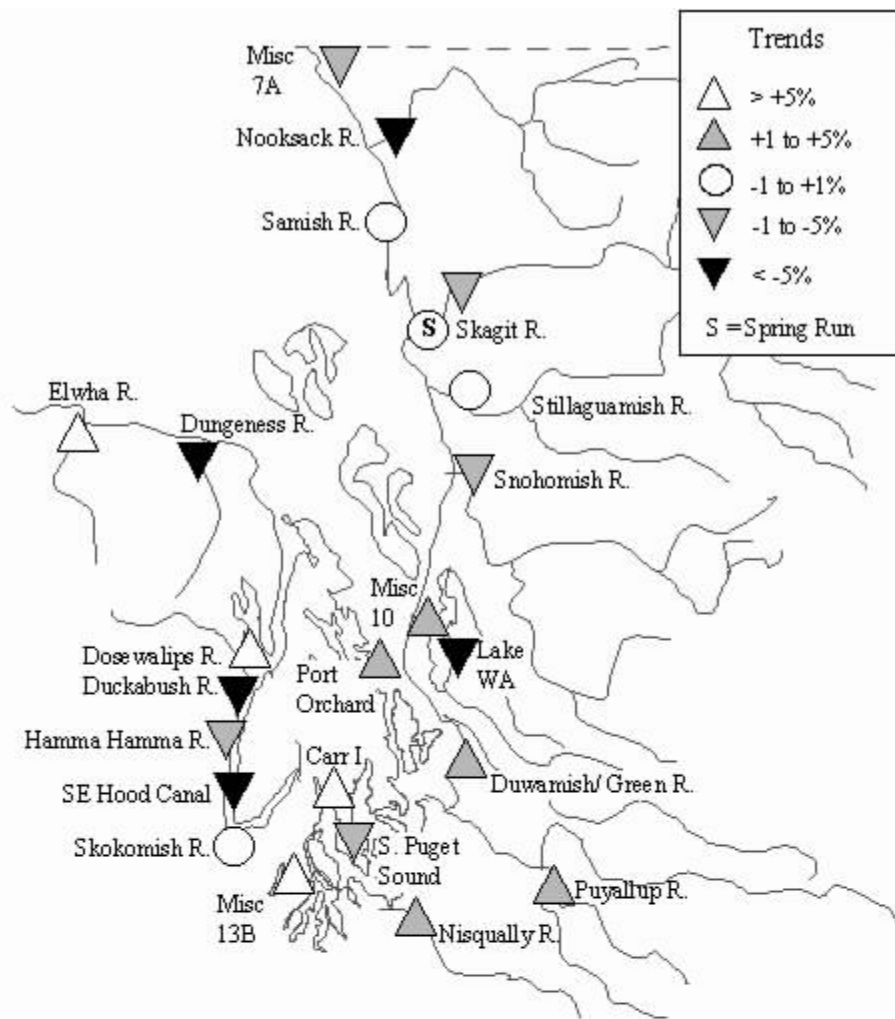 Trends
> +5%
+1 to +5%
-1 to +1%
-1 to -5%
< -5%
S =Spring Run
Misc
7A
Nooksack R.
Samish R.
S
Skagit R.
Elwha R.
Dungeness R.
Stillaguamish R.
Snohomish R.
Misc
10
Dosewalips R.
Duckabush R.
Port
Orchard
Lake
WA
Hamma Hamma R.
Carr I.
SE Hood Canal
Duwamish/ Green R.
Skokomish R.
S. Puget
Sound
Misc
13B
Puyallup R.
Nisqually R.